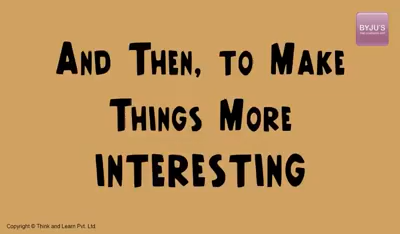 BYJU'S
AND THEN, TO MAKE
THINGS MORE
INTERESTING
Copyright © Think and Learn Pvt. Ltd